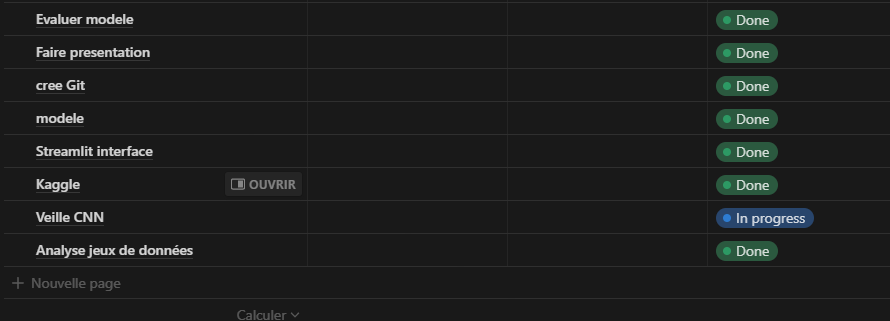 Evaluer modele Done
Faire presentation Done
cree Git Done
modele Done
Streamlit interface Done
Kaggle OUVRIR Done
Veille CNN In progress
Analyse jeux de données Done
Nouvelle page
Calculer